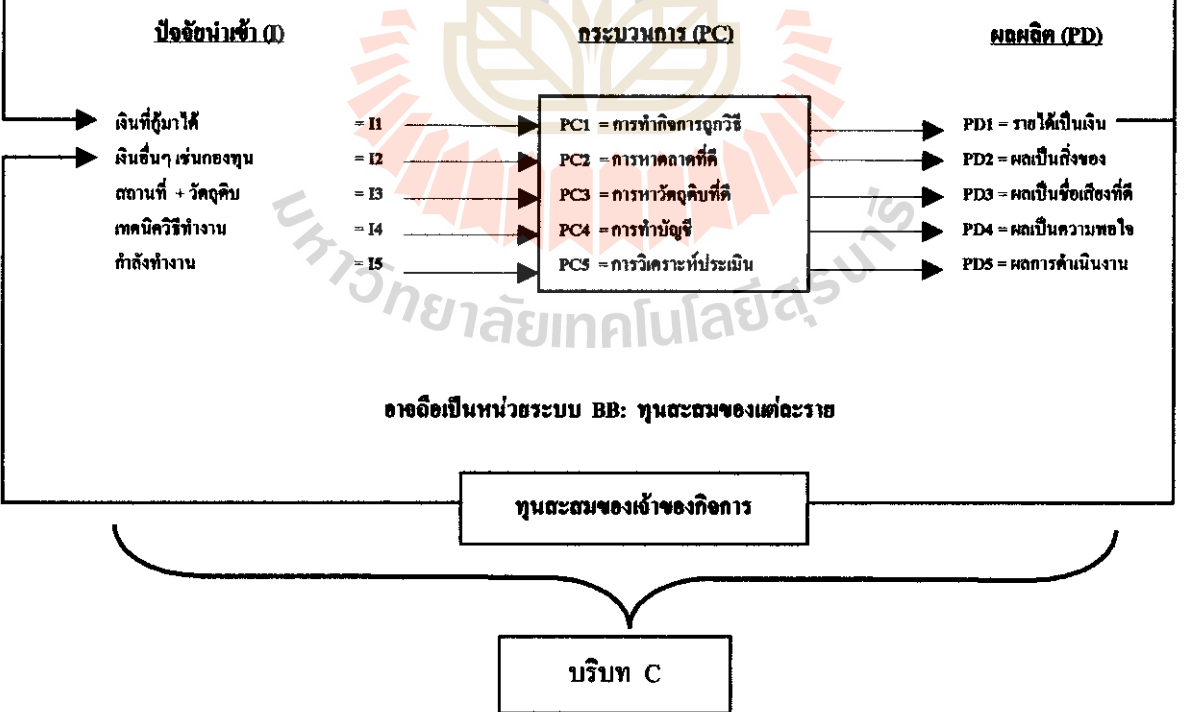 ปัจจัยนำเข้า (I) กระบวนการ (PC) ผลผลิต (PD)
เงินที่กู้มาได้ = I1 PC1 = การทำกิจการถูกวิธี PD1 = รายได้เป็นเงิน
เงินอื่นๆ เช่นกองทุน = I2 PC2 = การหาตลาดที่ดี PD2 = ผลเป็นสิ่งของ
สถานที่ + วัตถุดิบ = I3 PC3 = การหาวัตถุดิบที่ดี PD3 = ผลเป็นชื่อเสียงที่ดี
เทคนิควิธีทำงาน = I4 PC4 = การทำบัญชี PD4 = ผลเป็นความพอใจ
กำลังทำงาน = I5 PC5 = การวิเคราะห์ประเมิน PD5 = ผลการดำเนินงาน
มหาวิทยาลัยเทคโนโลยีสุรนารี
อาจถือเป็นหน่วยระบบ BB: ทุนสะสมของแต่ละราย
ทุนสะสมของเจ้าของกิจการ
บริบท C